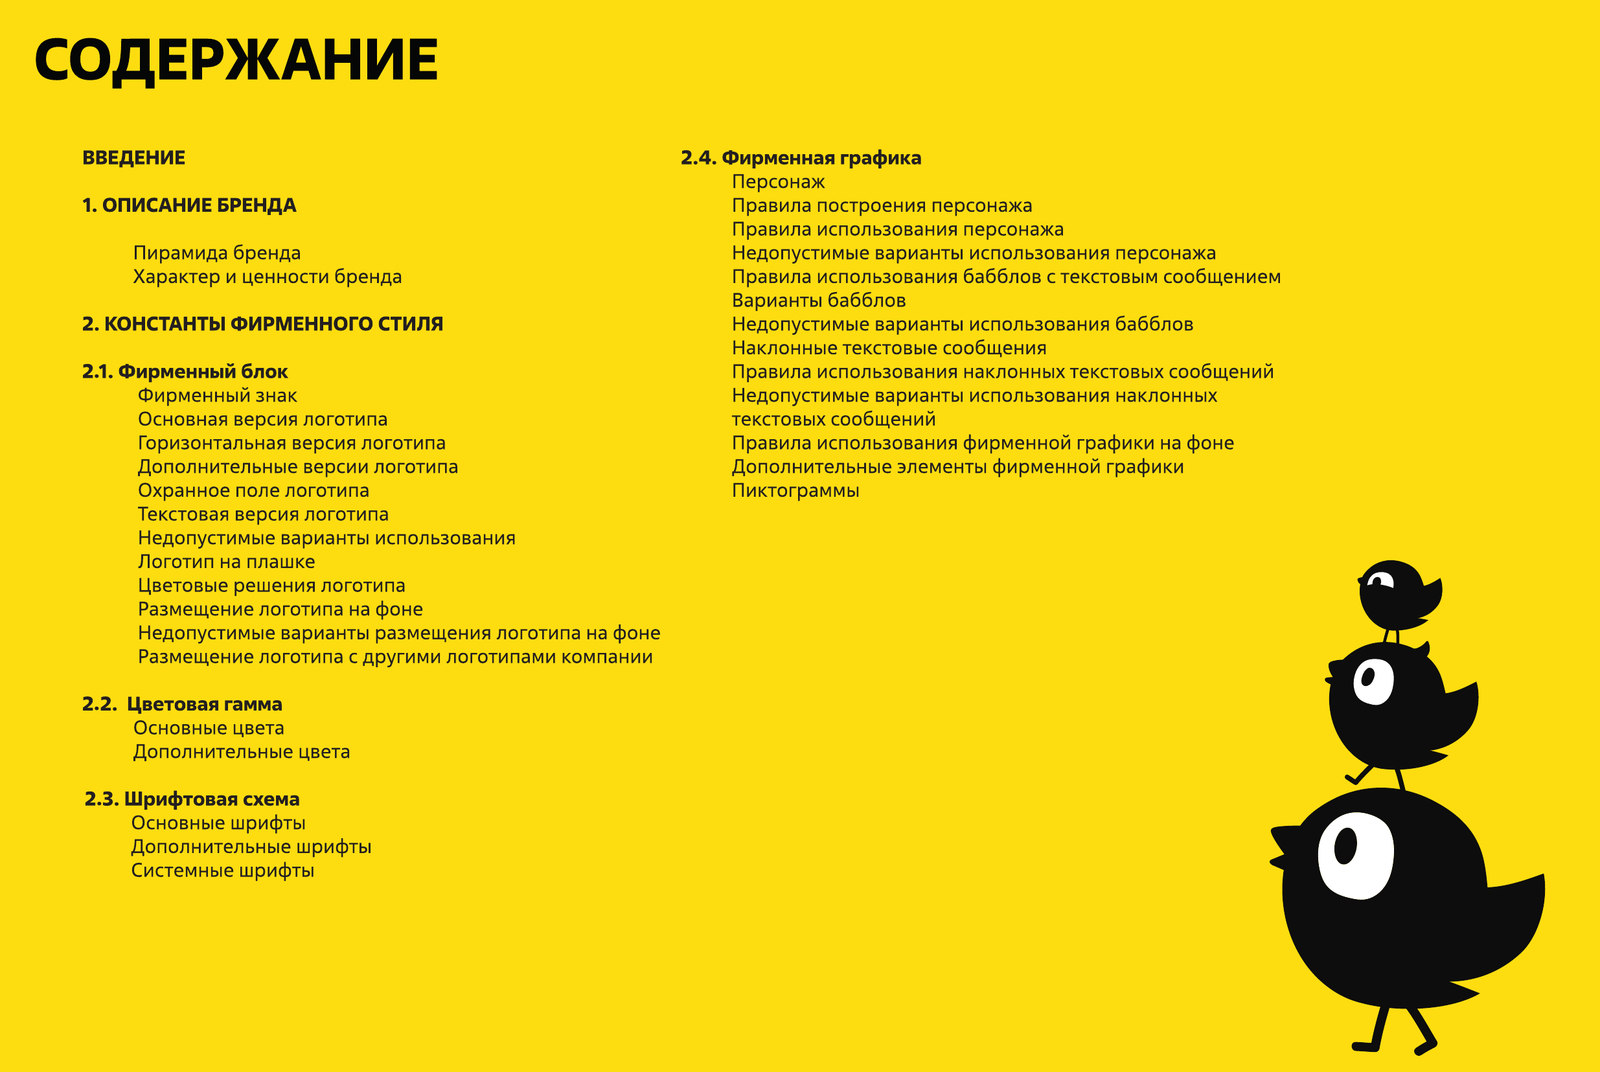 СОДЕРЖАНИЕ
ВВЕДЕНИЕ
1. ОПИСАНИЕ БРЕНДА
Пирамида бренда
Характер и ценности бренда
2. КОНСТАНТЫ ФИРМЕННОГО СТИЛЯ
2.1. Фирменный блок
Фирменный знак
Основная версия логотипа
Горизонтальная версия логотипа
Дополнительные версии логотипа
Охранное поле логотипа
Текстовая версия логотипа
Недопустимые варианты использования
Логотип на плашке
Цветовые решения логотипа
Размещение логотипа на фоне
Недопустимые варианты размещения логотипа на фоне
Размещение логотипа с другими логотипами компании
2.2. Цветовая гамма
Основные цвета
Дополнительные цвета
2.3. Шрифтовая схема
Основные шрифты
Дополнительные шрифты
Системные шрифты
2.4. Фирменная графика
Персонаж
Правила построения персонажа
Правила использования персонажа
Недопустимые варианты использования персонажа
Правила использования бабблов с текстовым сообщением
Варианты бабблов
Недопустимые варианты использования бабблов
Наклонные текстовые сообщения
Правила использования наклонных текстовых сообщений
Недопустимые варианты использования наклонных
текстовых сообщений
Правила использования фирменной графики на фоне
Дополнительные элементы фирменной графики
Пиктограммы